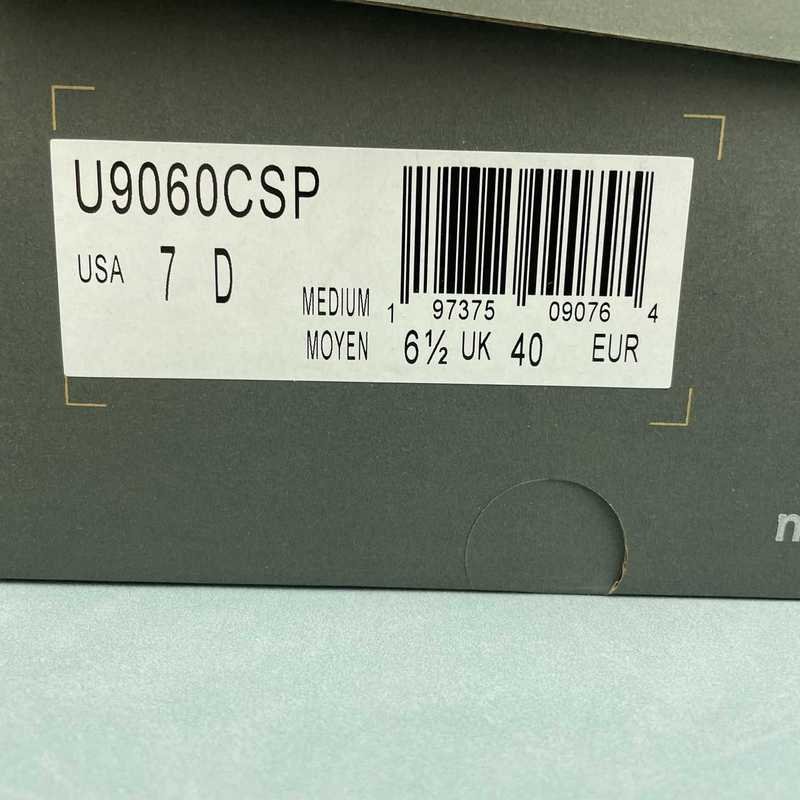 U9060CSP
USA 7 D
MEDIUM
MOYEN
1 97375 09076 4
6½ UK 40 EUR